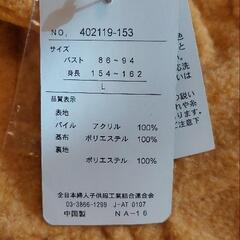 NO, 402119-153
サイズ
バスト 86~94
身長 154~162
L
品質表示
表地
パイル アクリル 100%
基布 ポリエステル 100%
裏地
ポリエステル 100%
全日本婦人子供服工業組合連合会
03-3866-1299 J-AT 0107
中国製 NA-16